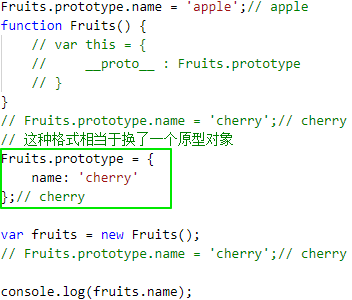 Fruits.prototype.name = 'apple';// apple
function Fruits() {
    // var this = {
    //     __proto__ : Fruits.prototype
    // }
}
// Fruits.prototype.name = 'cherry';// cherry
// 这种格式相当于换了一个原型对象
Fruits.prototype = {
    name: 'cherry'
};// cherry
var fruits = new Fruits();
// Fruits.prototype.name = 'cherry';// cherry
console.log(fruits.name);